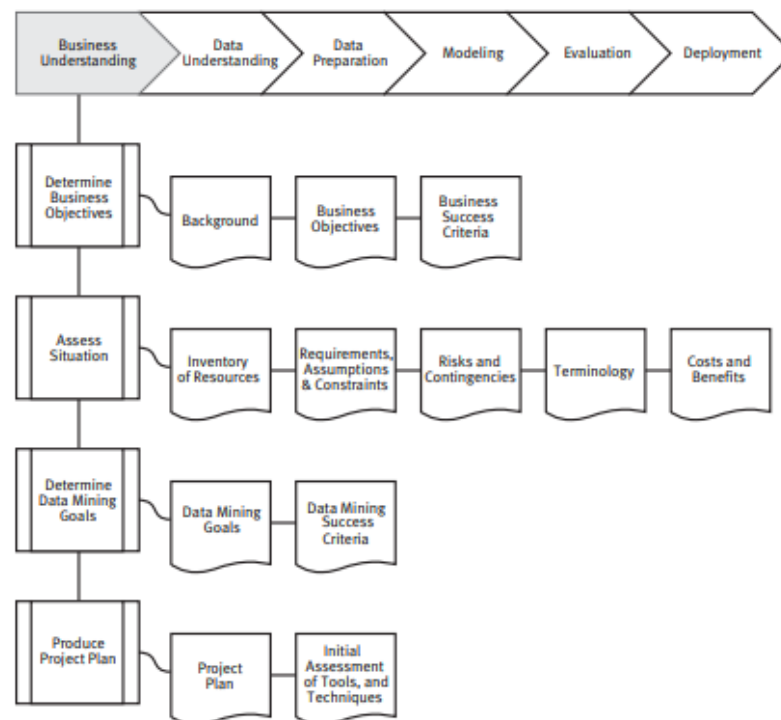 Business
Understanding
Data
Understanding
Data
Preparation
Modeling
Evaluation
Deployment
Determine
Business
Objectives
Background
Business
Objectives
Business
Success
Criteria
Assess
Situation
Inventory
of Resources
Requirements,
Assumptions
& Constraints
Risks and
Contingencies
Terminology
Costs and
Benefits
Determine
Data Mining
Goals
Data Mining
Goals
Data Mining
Success
Criteria
Produce
Project Plan
Project
Plan
Initial
Assessment
of Tools, and
Techniques